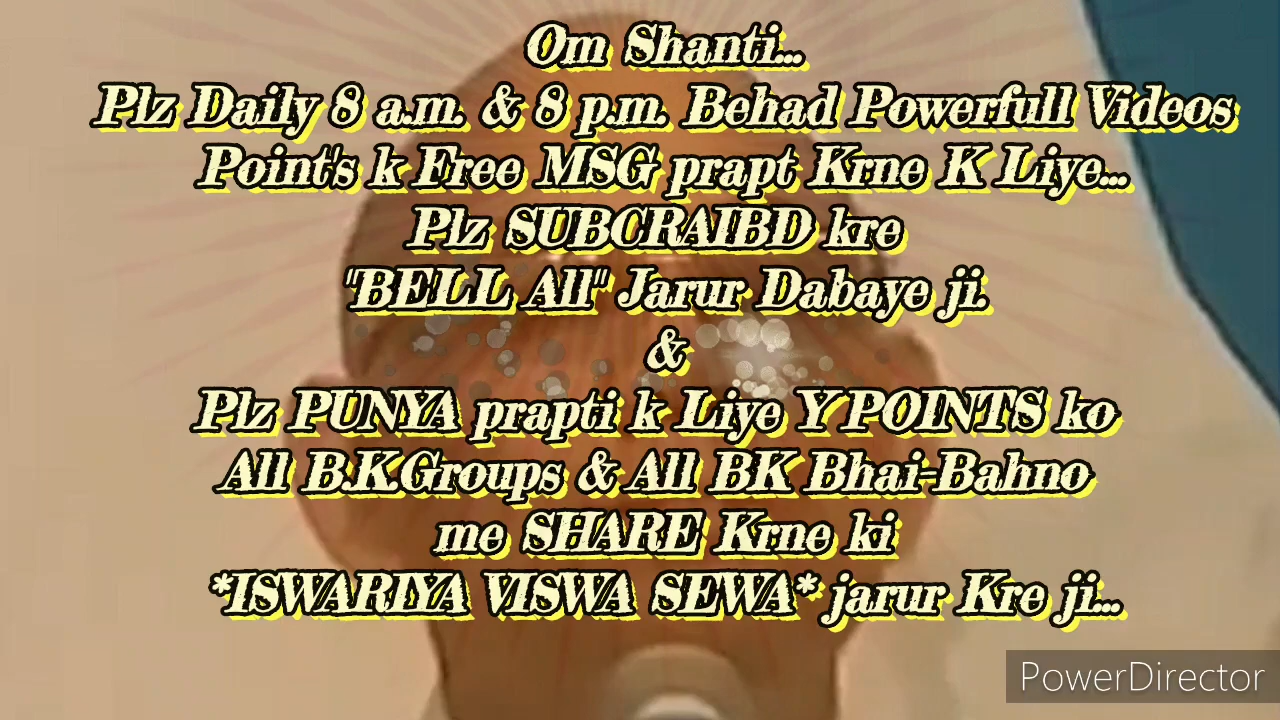 Om Shanti...
Plz Daily 8 a.m. & 8 p.m. Behad Powerfull Videos
Point's k Free MSG prapt Krne K Liye...
Plz SUBCRAIBD kre
"BELL All" Jarur Dabaye ji.
&
Plz PUNYA prapti k Liye Y POINTS ko
All B.K.Groups & All BK Bhai-Bahno
me SHARE Krne ki
*ISWARIYA VISWA SEWA* jarur Kre ji...
PowerDirector